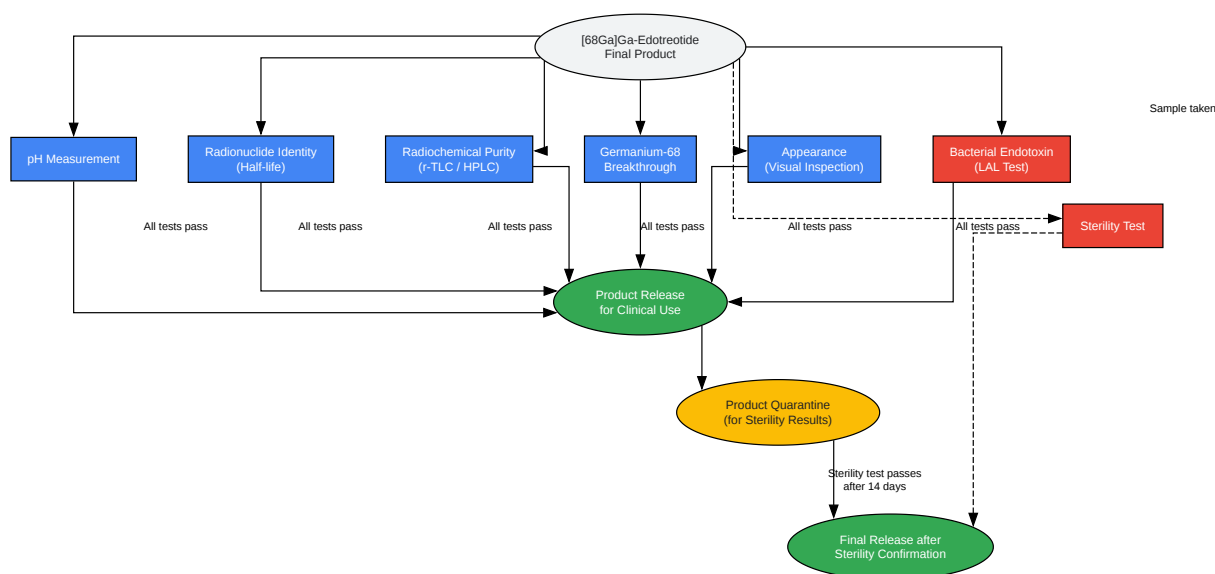 [68Ga]Ga-Edotreotide
Final Product
Sample taken
pH Measurement
Radionuclide Identity
(Half-life)
Radiochemical Purity
(r-TLC / HPLC)
Germanium-68
Breakthrough
Appearance
(Visual Inspection)
Bacterial Endotoxin
(LAL Test)
All tests pass
All tests pass
All tests pass
All tests pass
All tests pass
All tests pass
Sterility Test
Product Release
for Clinical Use
Product Quarantine
(for Sterility Results)
Sterility test passes
after 14 days
Final Release after
Sterility Confirmation